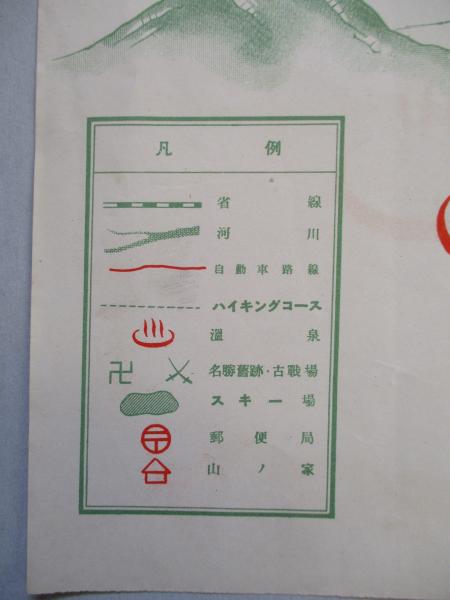 凡例
省線
河川
自動車路線
ハイキングコース
溫泉
名勝舊跡・古戰場
スキー場
郵便局
山ノ家